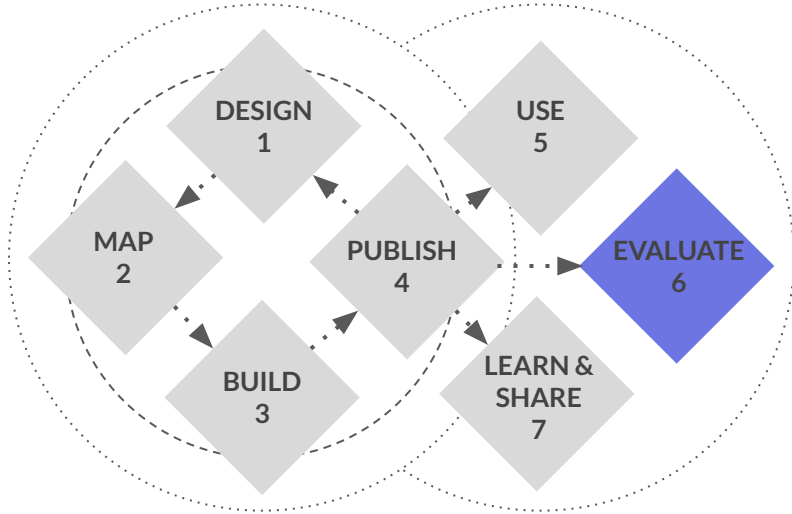 DESIGN
1
MAP
2
BUILD
3
PUBLISH
4
USE
5
EVALUATE
6
LEARN &
SHARE
7